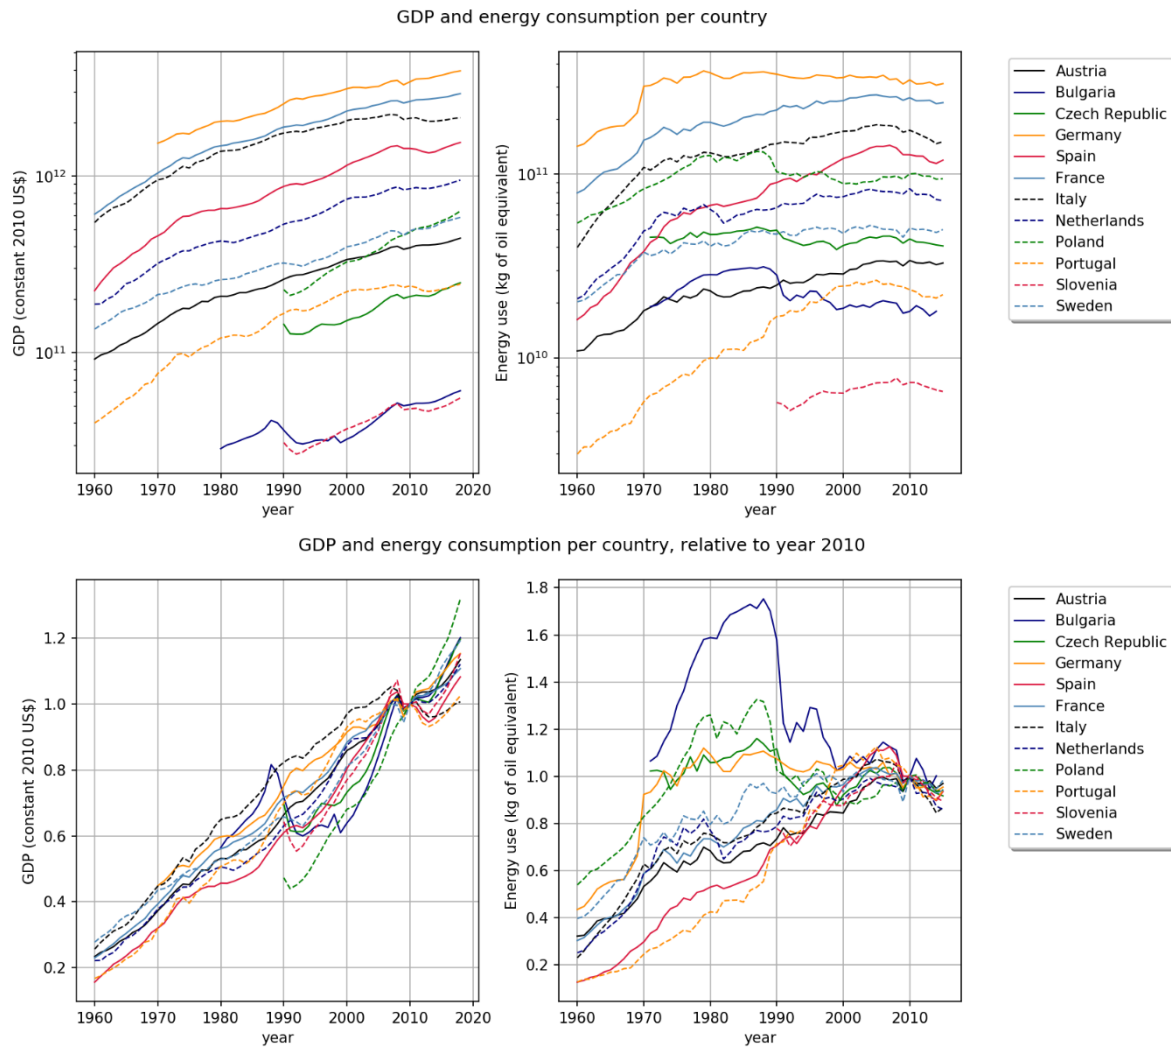 GDP and energy consumption per country
GDP (constant 2010 US$)
10¹²
10¹¹
1960 1970 1980 1990 2000 2010 2020
year
Energy use (kg of oil equivalent)
10¹¹
10¹⁰
1960 1970 1980 1990 2000 2010
year
Austria
Bulgaria
Czech Republic
Germany
Spain
France
Italy
Netherlands
Poland
Portugal
Slovenia
Sweden
GDP and energy consumption per country, relative to year 2010
GDP (constant 2010 US$)
1.2
1.0
0.8
0.6
0.4
0.2
1960 1970 1980 1990 2000 2010 2020
year
Energy use (kg of oil equivalent)
1.8
1.6
1.4
1.2
1.0
0.8
0.6
0.4
0.2
1960 1970 1980 1990 2000 2010
year
Austria
Bulgaria
Czech Republic
Germany
Spain
France
Italy
Netherlands
Poland
Portugal
Slovenia
Sweden